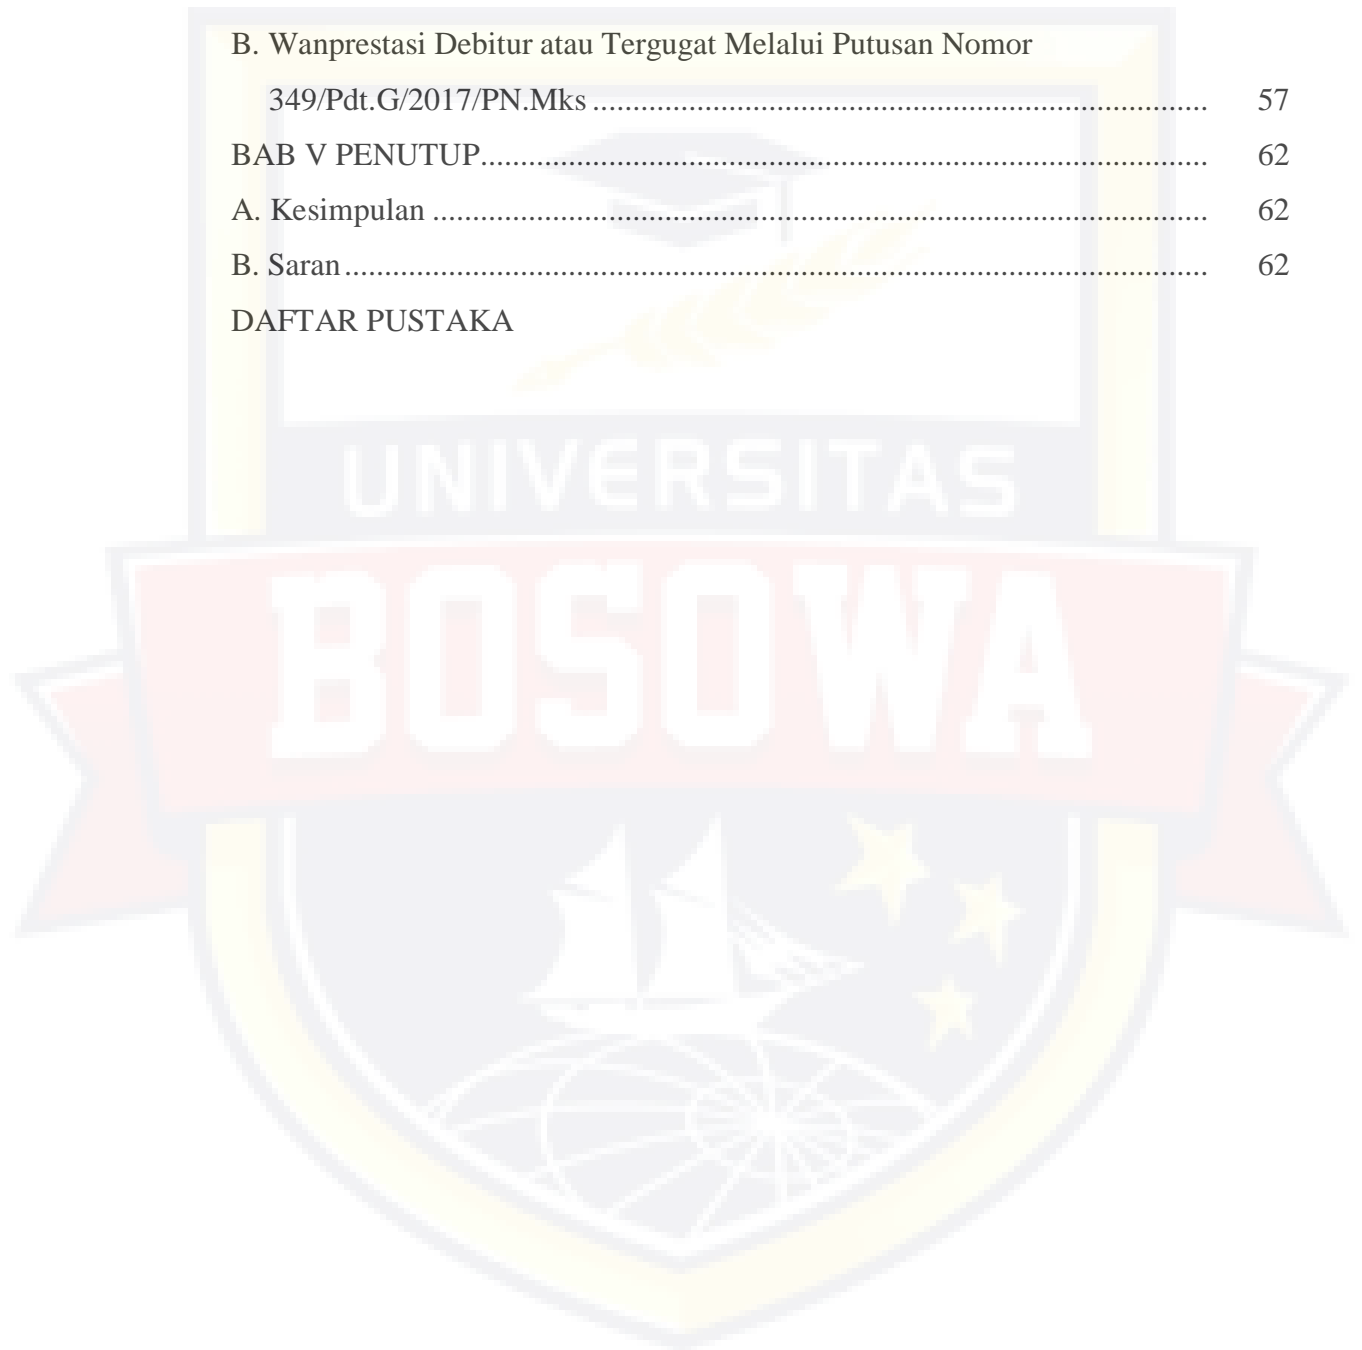 B. Wanprestasi Debitur atau Tergugat Melalui Putusan Nomor
349/Pdt.G/2017/PN.Mks ............................................................................. 57
BAB V PENUTUP........................................................................................... 62
A. Kesimpulan ................................................................................................. 62
B. Saran............................................................................................................ 62
DAFTAR PUSTAKA
UNIVERSITAS
BOSOWA